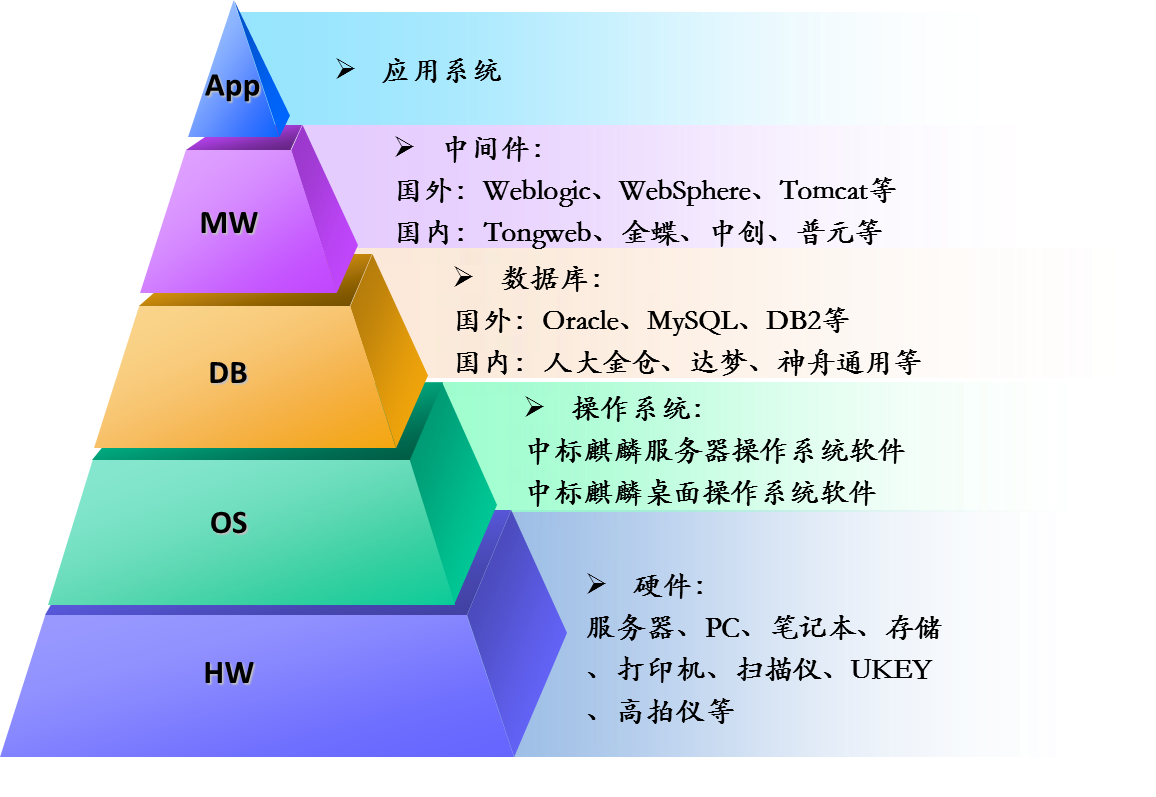 App
➢ 应用系统
MW
➢ 中间件：
国外：Weblogic、WebSphere、Tomcat等
国内：Tongweb、金蝶、中创、普元等
DB
➢ 数据库：
国外：Oracle、MySQL、DB2等
国内：人大金仓、达梦、神舟通用等
OS
➢ 操作系统：
中标麒麟服务器操作系统软件
中标麒麟桌面操作系统软件
HW
➢ 硬件：
服务器、PC、笔记本、存储
、打印机、扫描仪、UKEY
、高拍仪等